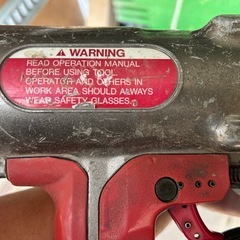 WARNING
READ OPERATION MANUAL
BEFORE USING TOOL.
OPERATOR AND OTHERS IN
WORK AREA SHOULD ALWAYS
WEAR SAFETY GLASSES.